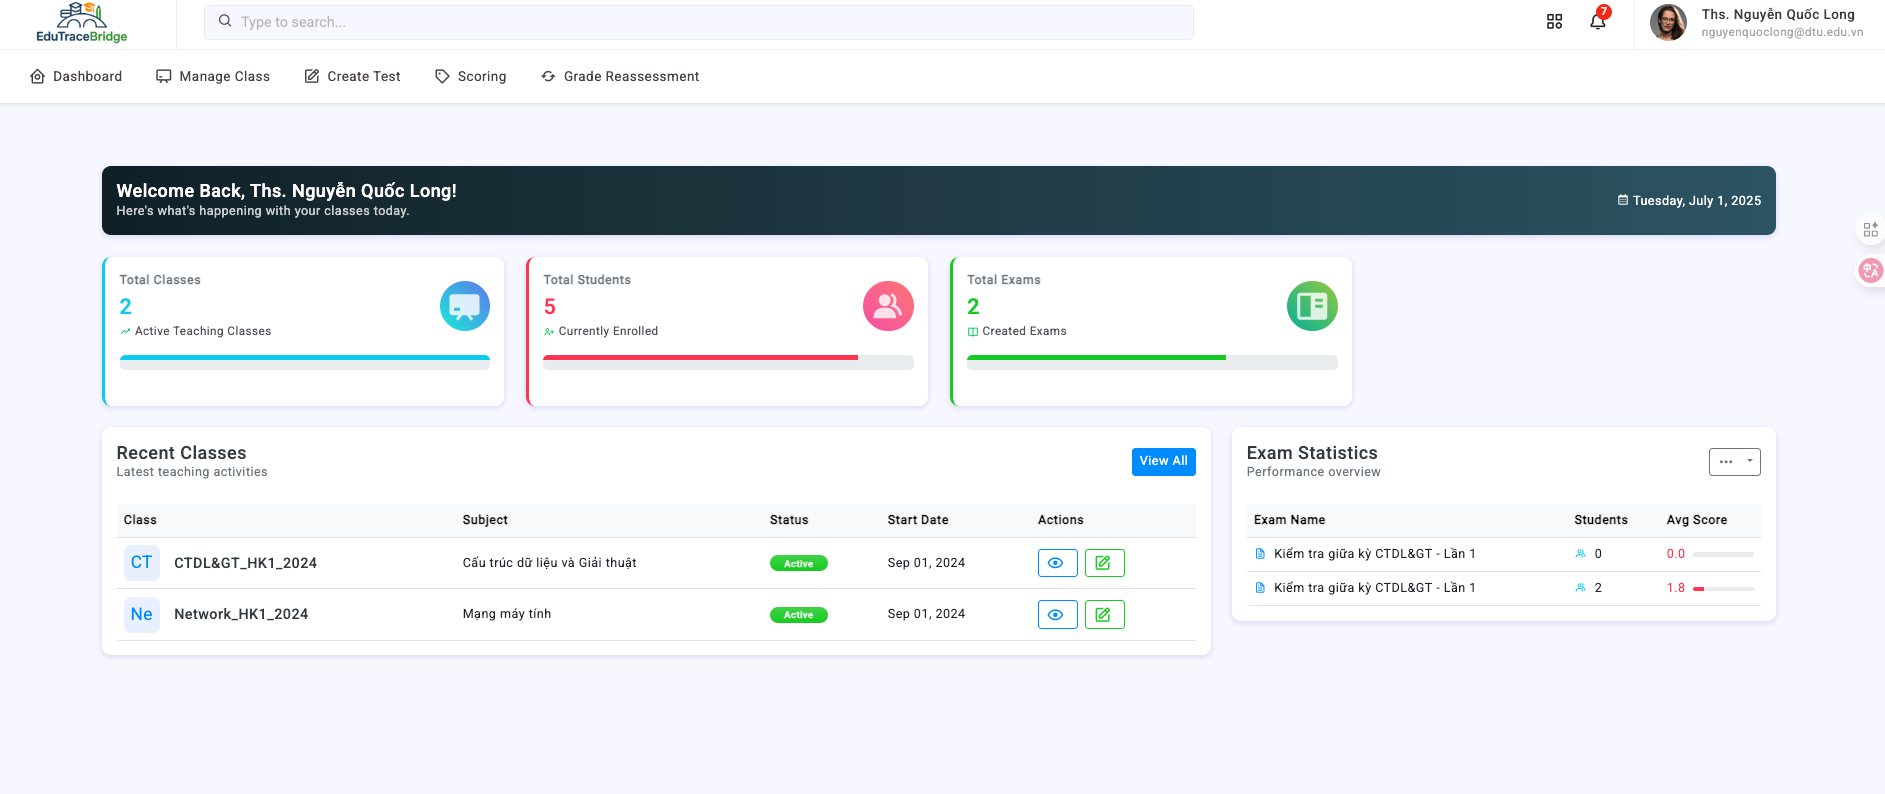 EduTraceBridge
Type to search...
7
Ths. Nguyễn Quốc Long
nguyenquoclong@dtu.edu.vn
Dashboard
Manage Class
Create Test
Scoring
Grade Reassessment
Welcome Back, Ths. Nguyễn Quốc Long!
Here's what's happening with your classes today.
Tuesday, July 1, 2025
Total Classes
2
Active Teaching Classes
Total Students
5
Currently Enrolled
Total Exams
2
Created Exams
Recent Classes
Latest teaching activities
View All
Class Subject Status Start Date Actions
CT CTDL&GT_HK1_2024 Cấu trúc dữ liệu và Giải thuật Active Sep 01, 2024
Ne Network_HK1_2024 Mạng máy tính Active Sep 01, 2024
Exam Statistics
Performance overview
...
Exam Name Students Avg Score
Kiểm tra giữa kỳ CTDL&GT - Lần 1 0 0.0
Kiểm tra giữa kỳ CTDL&GT - Lần 1 2 1.8
中A